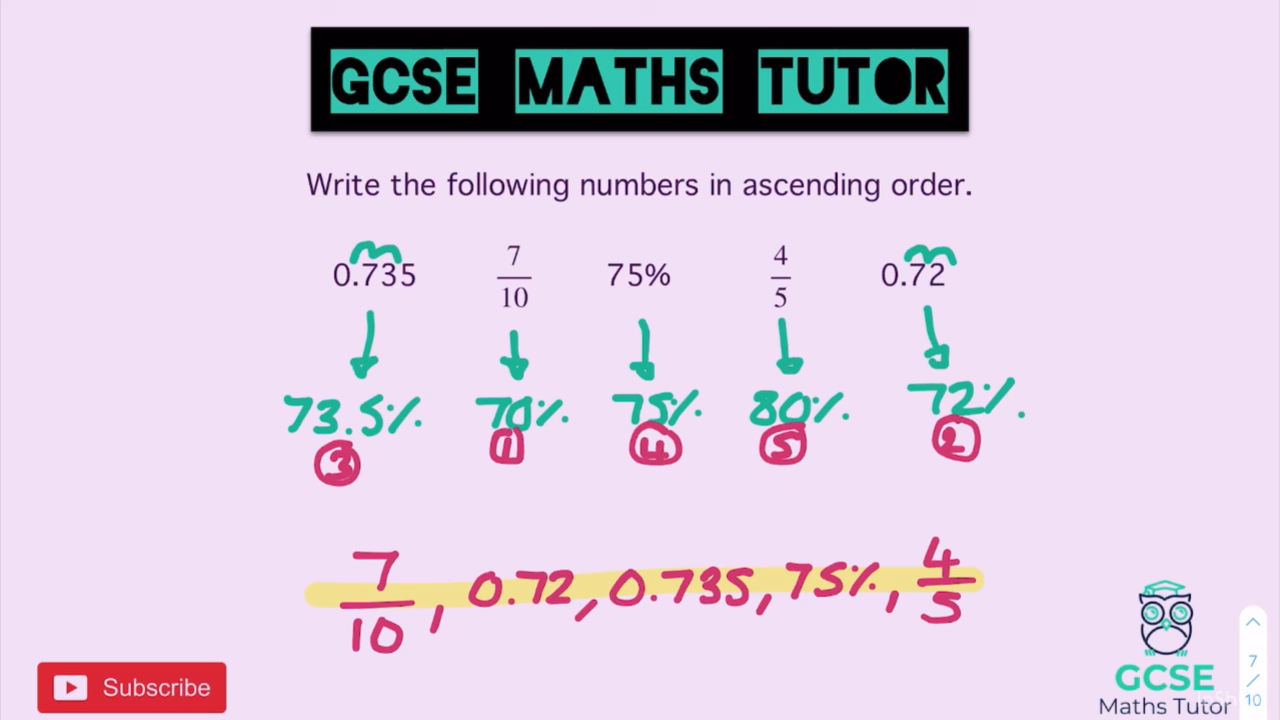 GCSE MATHS TUTOR
Write the following numbers in ascending order.
0.735 7/10 75% 4/5 0.72
73.5% 70% 75% 80% 72%.
3 1 4 5 2
7/10, 0.72, 0.735, 75%, 4/5
Subscribe
GCSE
Maths Tutor
7
/
10